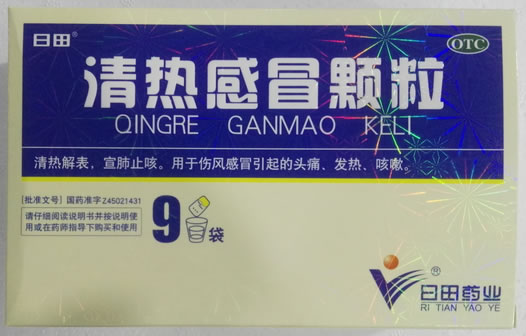 日田®
OTC
清热感冒颗粒
QINGRE GANMAO KELI
清热解表，宣肺止咳。用于伤风感冒引起的头痛、发热、咳嗽。
[批准文号] 国药准字Z45021431
请仔细阅读说明书并按说明使
用或在药师指导下购买和使用
9袋
®
日田药业
RI TIAN YAO YE